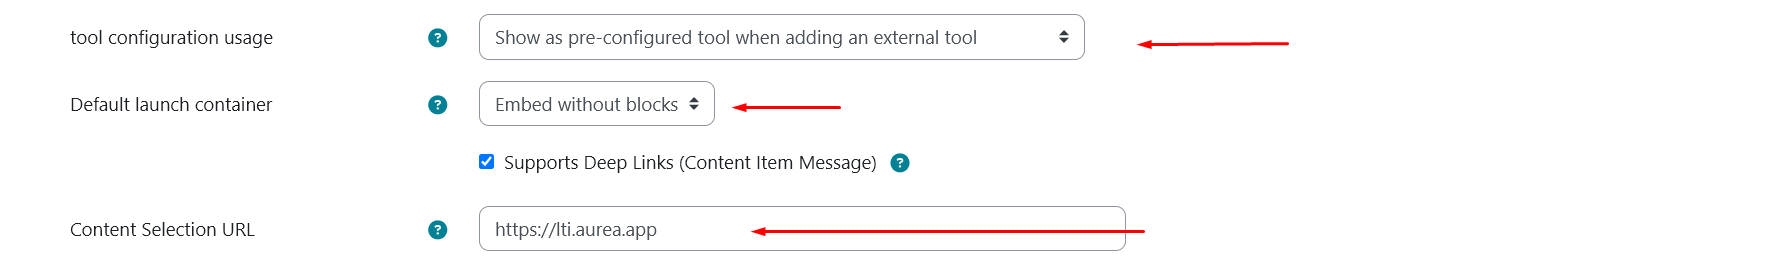 tool configuration usage ? Show as pre-configured tool when adding an external tool
Default launch container ? Embed without blocks
Supports Deep Links (Content Item Message) ?
Content Selection URL ? https://lti.aurea.app